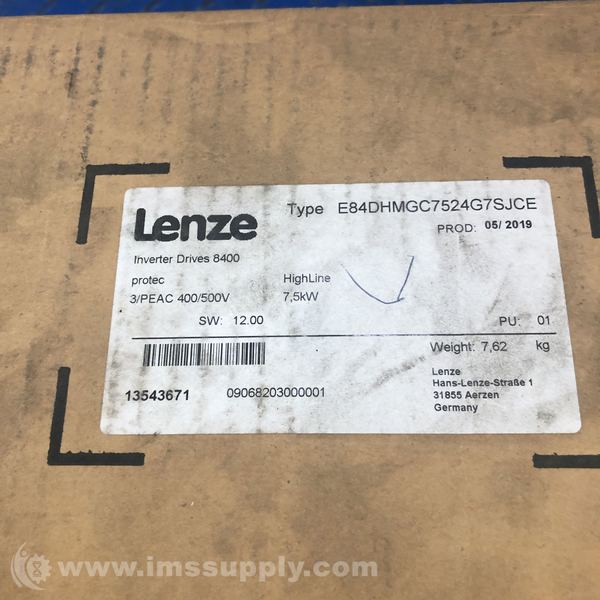 Lenze
Type E84DHMGC7524G7SJCE
PROD: 05/ 2019
Inverter Drives 8400
protec HighLine
3/PEAC 400/500V 7,5kW
SW: 12.00 PU: 01
Weight: 7,62 kg
13543671 09068203000001
Lenze
Hans-Lenze-Straße 1
31855 Aerzen
Germany
www.imssupply.com